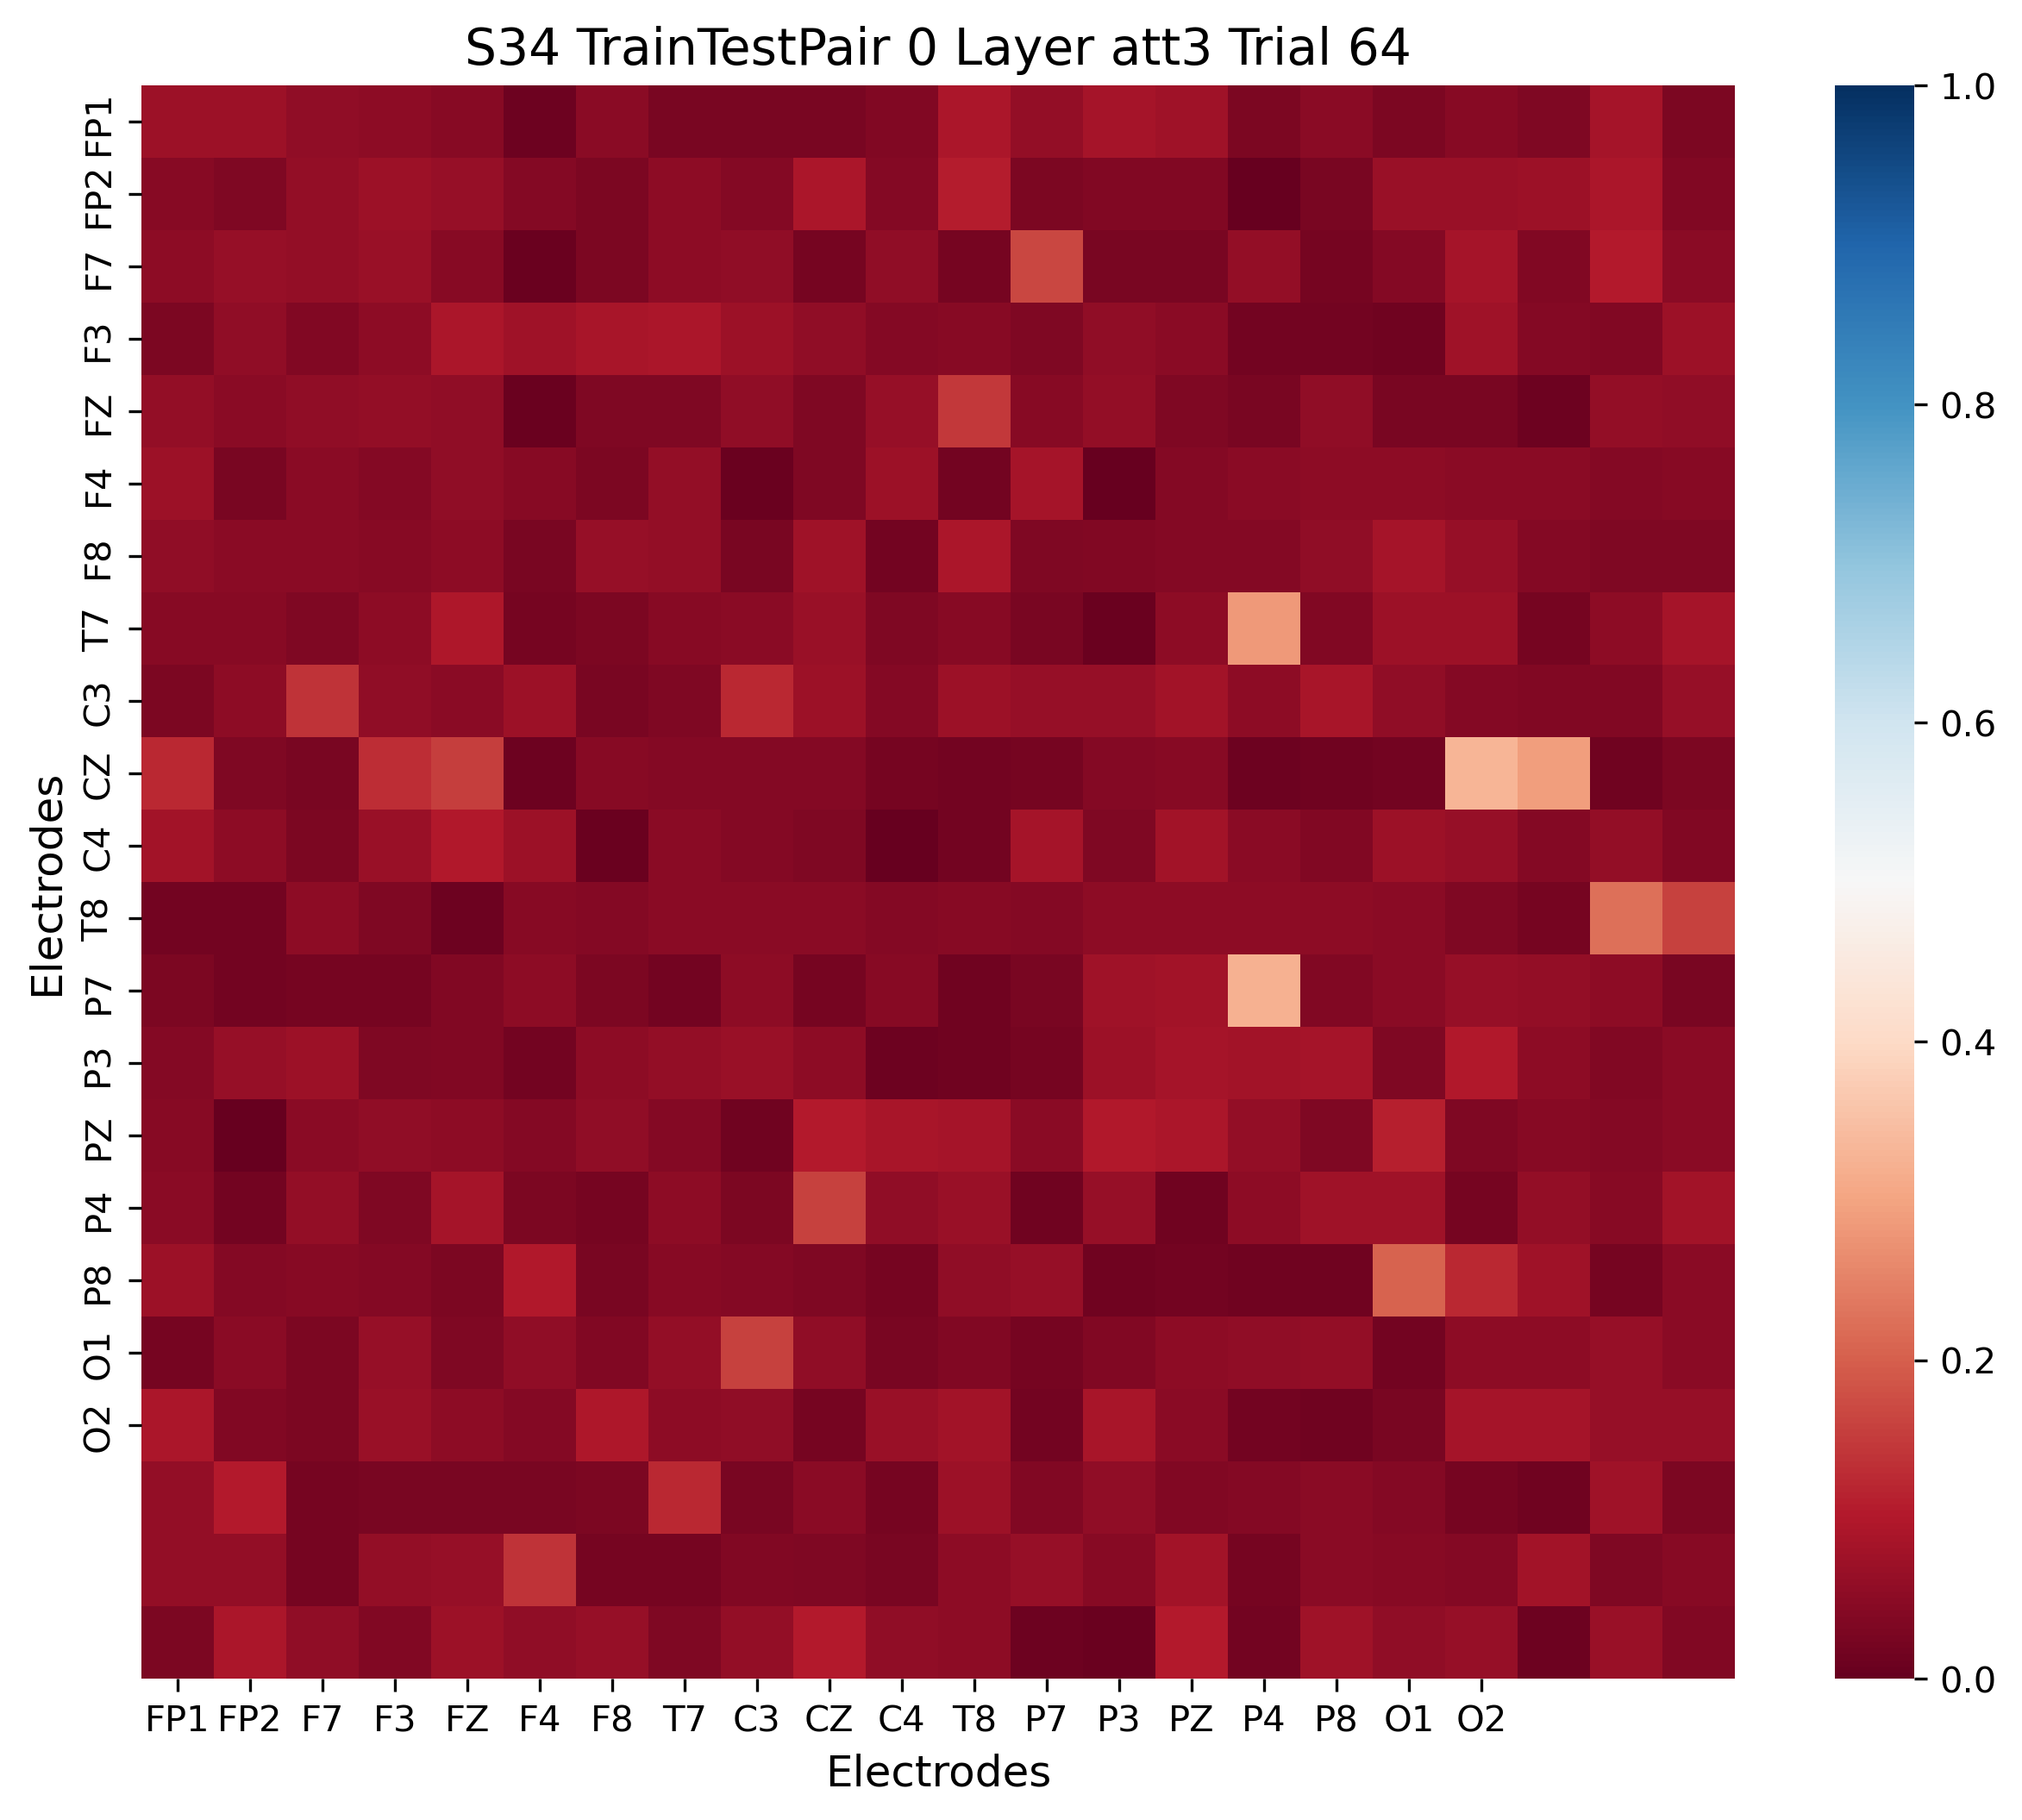 S34 TrainTestPair 0 Layer att3 Trial 64
Electrodes
FP1
FP2
F7
F3
FZ
F4
F8
T7
C3
CZ
C4
T8
P7
P3
PZ
P4
P8
O1
O2
FP1 FP2 F7 F3 FZ F4 F8 T7 C3 CZ C4 T8 P7 P3 PZ P4 P8 O1 O2
Electrodes
1.0
0.8
0.6
0.4
0.2
0.0